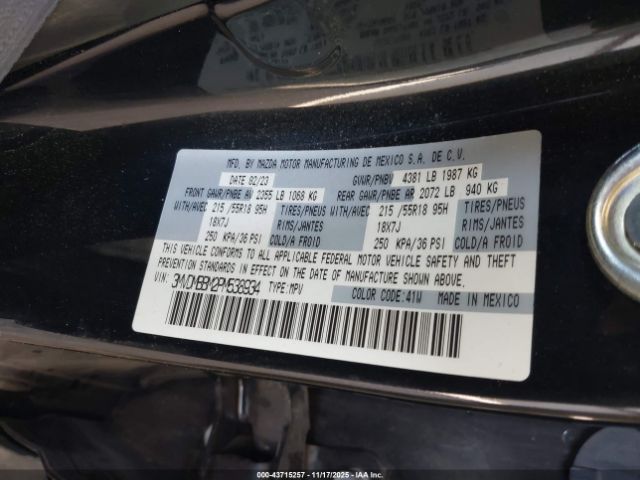 MFD. BY MAZDA MOTOR MANUFACTURING DE MEXICO S.A. DE C.V.
DATE 02/23 GVWR/PNBV 4381 LB 1987 KG
FRONT GAWR/PNBE AV 2355 LB 1068 KG REAR GAWR/PNBE AR 2072 LB 940 KG
WITH/AVEC 215 /55R18 95H TIRES/PNEUS WITH/AVEC 215 /55R18 95H TIRES/PNEUS
18X7J RIMS/JANTES 18X7J RIMS/JANTES
250 KPA/36 PSI COLD/A FROID 250 KPA/36 PSI COLD/A FROID
THIS VEHICLE CONFORMS TO ALL APPLICABLE FEDERAL MOTOR VEHICLE SAFETY AND THEFT
PREVENTION STANDARDS IN EFFECT ON THE DATE OF MANUFACTURE SHOWN ABOVE.
VIN: TYPE:MPV COLOR CODE:41W MADE IN MEXICO
000-43715257 - 11/17/2025 - IAAI.COM